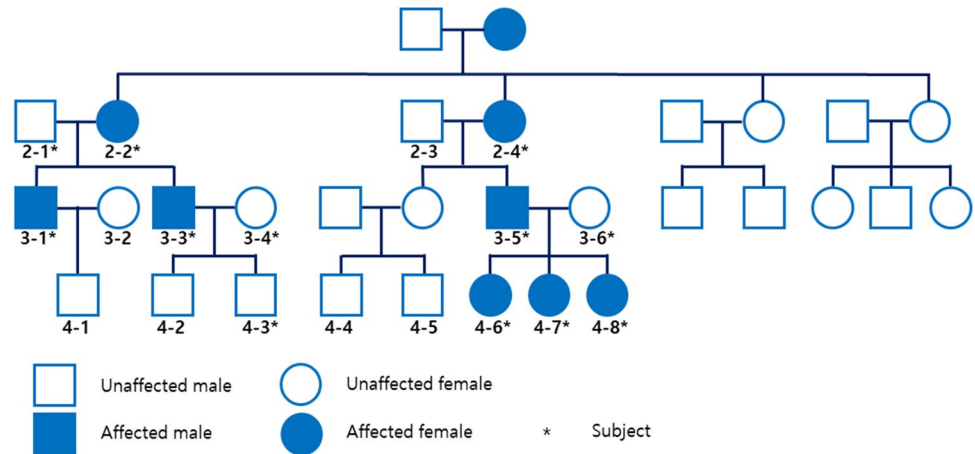 2-1* 2-2* 2-3 2-4*
3-1* 3-2 3-3* 3-4* 3-5* 3-6*
4-1 4-2 4-3* 4-4 4-5 4-6* 4-7* 4-8*
Unaffected male Unaffected female
Affected male Affected female * Subject